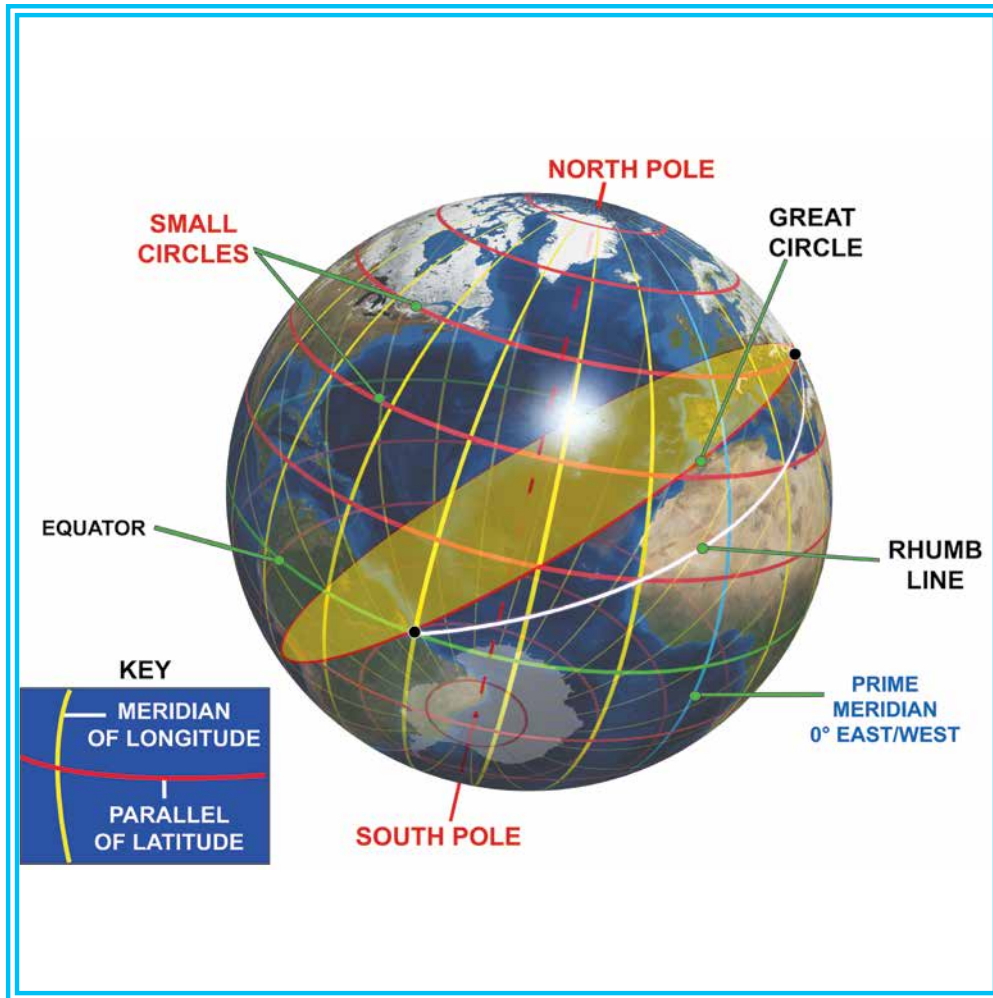 NORTH POLE
SMALL
CIRCLES
GREAT
CIRCLE
EQUATOR
RHUMB
LINE
KEY
MERIDIAN
OF LONGITUDE
PARALLEL
OF LATITUDE
PRIME
MERIDIAN
0° EAST/WEST
SOUTH POLE